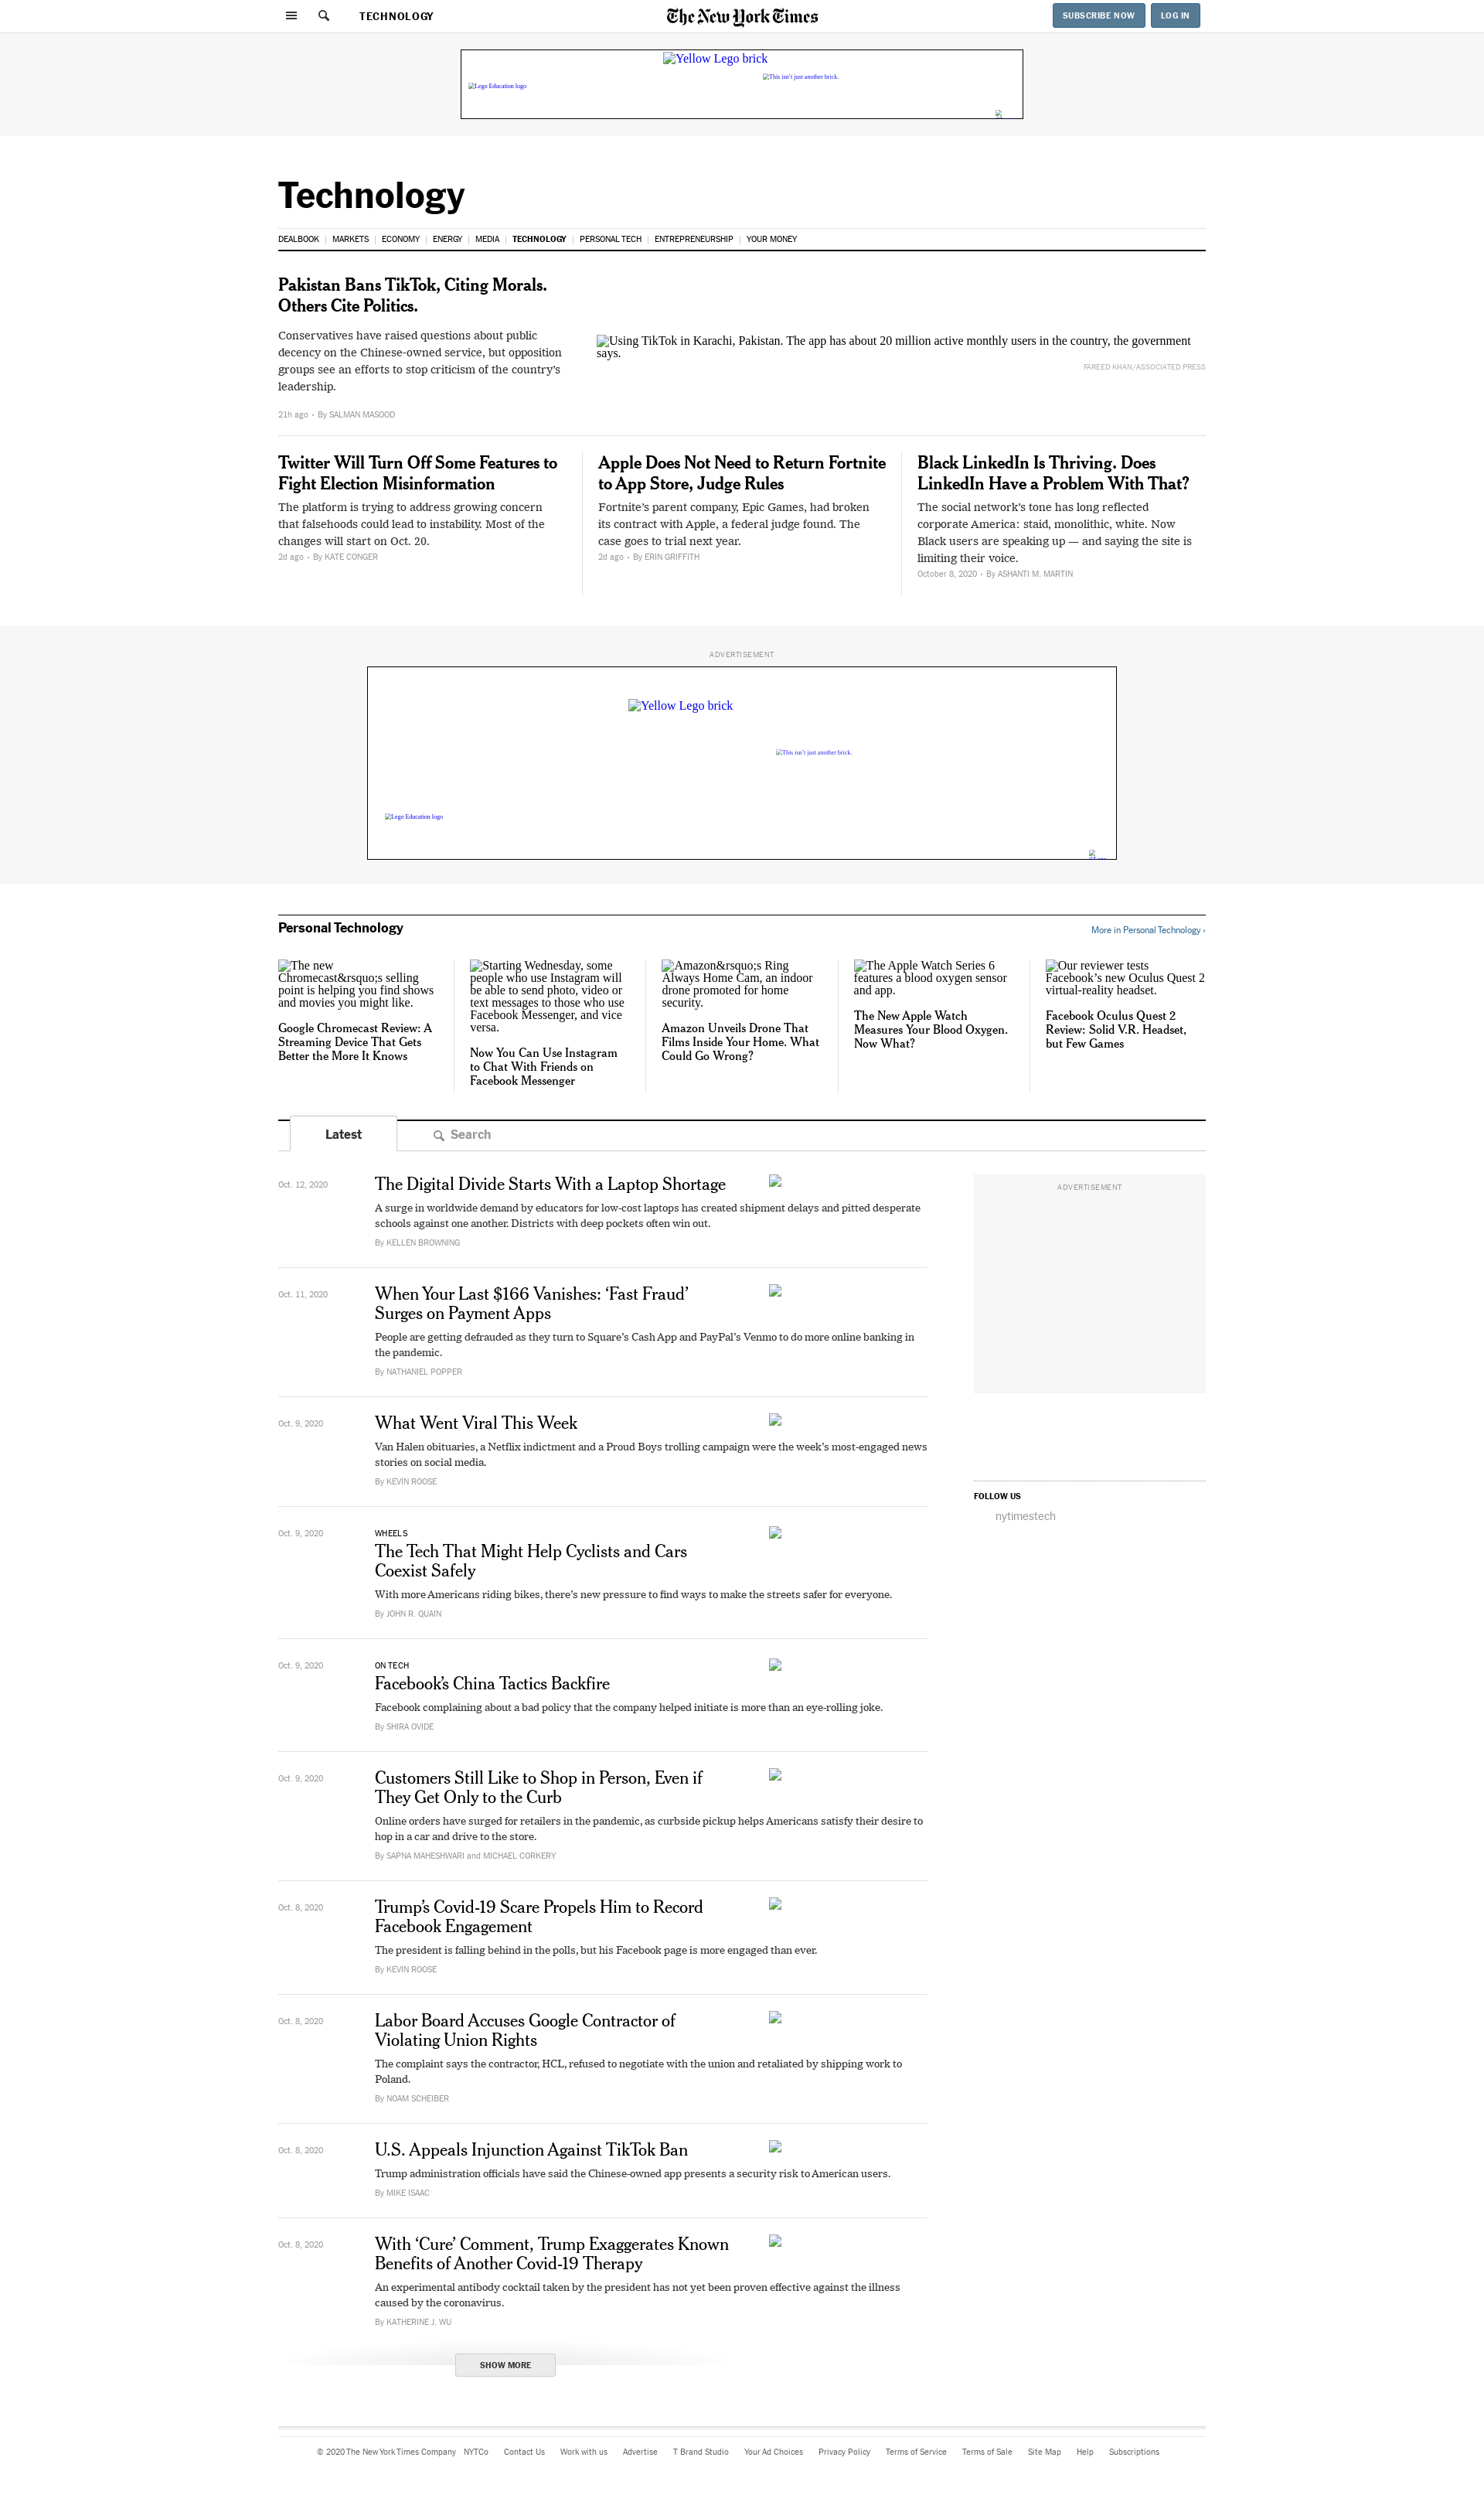 TECHNOLOGY
The New York Times
SUBSCRIBE NOW
LOG IN
Yellow Lego brick
This isn't just another brick.
Lego Education logo
Technology
DEALBOOK | MARKETS | ECONOMY | ENERGY | MEDIA | TECHNOLOGY | PERSONAL TECH | ENTREPRENEURSHIP | YOUR MONEY
Pakistan Bans TikTok, Citing Morals.
Others Cite Politics.
Conservatives have raised questions about public
decency on the Chinese-owned service, but opposition
groups see an efforts to stop criticism of the country's
leadership.
21h ago • By SALMAN MASOOD
Using TikTok in Karachi, Pakistan. The app has about 20 million active monthly users in the country, the government
says.
FAREED KHAN/ASSOCIATED PRESS
Twitter Will Turn Off Some Features to
Fight Election Misinformation
The platform is trying to address growing concern
that falsehoods could lead to instability. Most of the
changes will start on Oct. 20.
2d ago • By KATE CONGER
Apple Does Not Need to Return Fortnite
to App Store, Judge Rules
Fortnite's parent company, Epic Games, had broken
its contract with Apple, a federal judge found. The
case goes to trial next year.
2d ago • By ERIN GRIFFITH
Black LinkedIn Is Thriving. Does
LinkedIn Have a Problem With That?
The social network's tone has long reflected
corporate America: staid, monolithic, white. Now
Black users are speaking up — and saying the site is
limiting their voice.
October 8, 2020 • By ASHANTI M. MARTIN
ADVERTISEMENT
Yellow Lego brick
This isn't just another brick.
Lego Education logo
Personal Technology
More in Personal Technology ›
The new
Chromecast&rsquo;s selling
point is helping you find shows
and movies you might like.
Google Chromecast Review: A
Streaming Device That Gets
Better the More It Knows
Starting Wednesday, some
people who use Instagram will
be able to send photo, video or
text messages to those who use
Facebook Messenger, and vice
versa.
Now You Can Use Instagram
to Chat With Friends on
Facebook Messenger
Amazon&rsquo;s Ring
Always Home Cam, an indoor
drone promoted for home
security.
Amazon Unveils Drone That
Films Inside Your Home. What
Could Go Wrong?
The Apple Watch Series 6
features a blood oxygen sensor
and app.
The New Apple Watch
Measures Your Blood Oxygen.
Now What?
Our reviewer tests
Facebook's new Oculus Quest 2
virtual-reality headset.
Facebook Oculus Quest 2
Review: Solid V.R. Headset,
but Few Games
Latest
Search
Oct. 12, 2020
The Digital Divide Starts With a Laptop Shortage
A surge in worldwide demand by educators for low-cost laptops has created shipment delays and pitted desperate
schools against one another. Districts with deep pockets often win out.
By KELLEN BROWNING
ADVERTISEMENT
Oct. 11, 2020
When Your Last $166 Vanishes: ‘Fast Fraud’
Surges on Payment Apps
People are getting defrauded as they turn to Square's Cash App and PayPal's Venmo to do more online banking in
the pandemic.
By NATHANIEL POPPER
Oct. 9, 2020
What Went Viral This Week
Van Halen obituaries, a Netflix indictment and a Proud Boys trolling campaign were the week's most-engaged news
stories on social media.
By KEVIN ROOSE
FOLLOW US
nytimestech
Oct. 9, 2020
WHEELS
The Tech That Might Help Cyclists and Cars
Coexist Safely
With more Americans riding bikes, there's new pressure to find ways to make the streets safer for everyone.
By JOHN R. QUAIN
Oct. 9, 2020
ON TECH
Facebook's China Tactics Backfire
Facebook complaining about a bad policy that the company helped initiate is more than an eye-rolling joke.
By SHIRA OVIDE
Oct. 9, 2020
Customers Still Like to Shop in Person, Even if
They Get Only to the Curb
Online orders have surged for retailers in the pandemic, as curbside pickup helps Americans satisfy their desire to
hop in a car and drive to the store.
By SAPNA MAHESHWARI and MICHAEL CORKERY
Oct. 8, 2020
Trump's Covid-19 Scare Propels Him to Record
Facebook Engagement
The president is falling behind in the polls, but his Facebook page is more engaged than ever.
By KEVIN ROOSE
Oct. 8, 2020
Labor Board Accuses Google Contractor of
Violating Union Rights
The complaint says the contractor, HCL, refused to negotiate with the union and retaliated by shipping work to
Poland.
By NOAM SCHEIBER
Oct. 8, 2020
U.S. Appeals Injunction Against TikTok Ban
Trump administration officials have said the Chinese-owned app presents a security risk to American users.
By MIKE ISAAC
Oct. 8, 2020
With ‘Cure’ Comment, Trump Exaggerates Known
Benefits of Another Covid-19 Therapy
An experimental antibody cocktail taken by the president has not yet been proven effective against the illness
caused by the coronavirus.
By KATHERINE J. WU
SHOW MORE
© 2020 The New York Times Company NYTCo Contact Us Work with us Advertise T Brand Studio Your Ad Choices Privacy Policy Terms of Service Terms of Sale Site Map Help Subscriptions